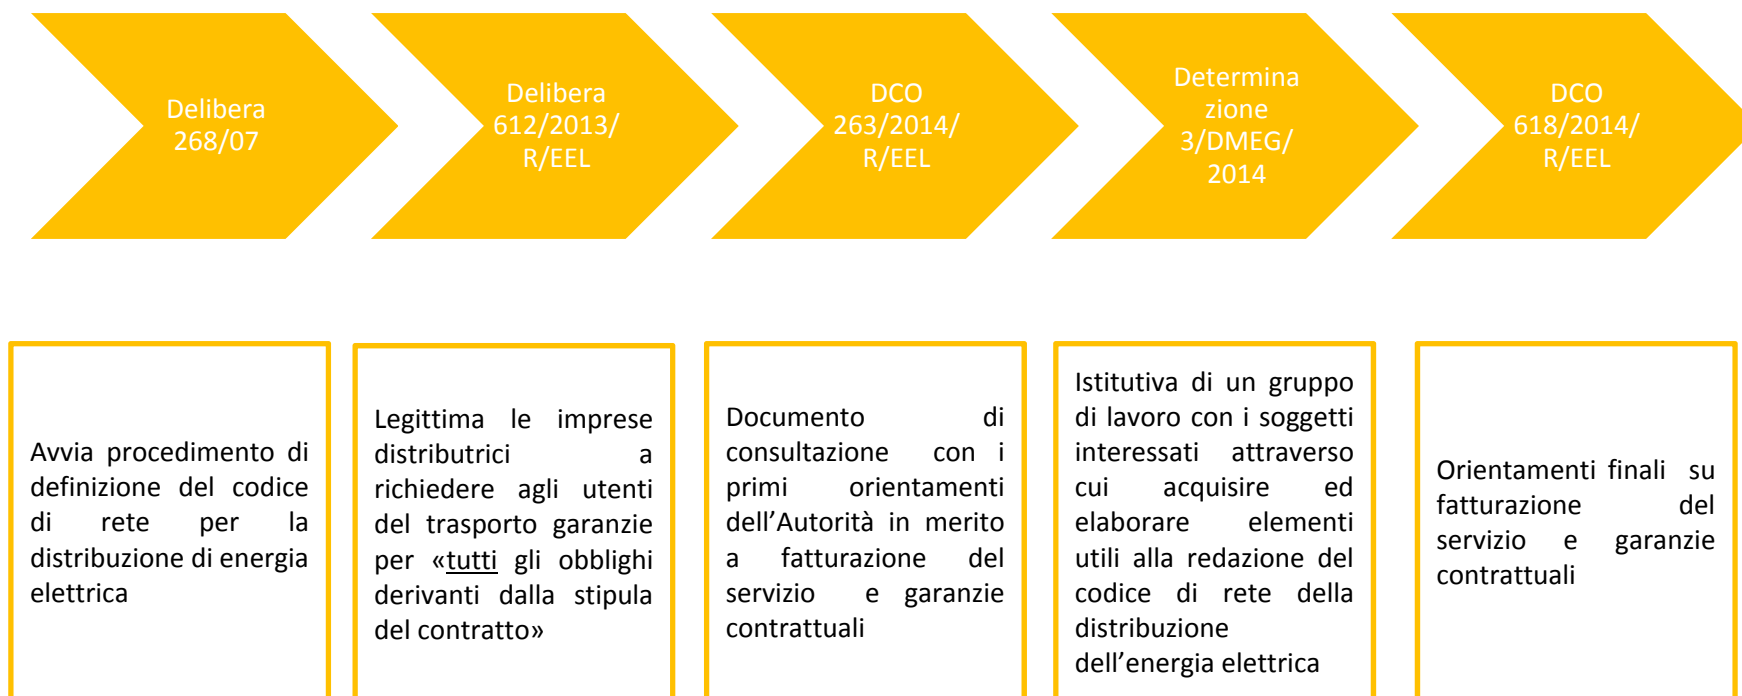 Delibera
268/07
Delibera
612/2013/
R/EEL
DCO
263/2014/
R/EEL
Determina
zione
3/DMEG/
2014
DCO
618/2014/
R/EEL
Avvia procedimento di
definizione del codice
di rete per la
distribuzione di energia
elettrica
Legittima le imprese
distributrici a
richiedere agli utenti
del trasporto garanzie
per «tutti gli obblighi
derivanti dalla stipula
del contratto»
Documento di
consultazione con i
primi orientamenti
dell’Autorità in merito
a fatturazione del
servizio e garanzie
contrattuali
Istitutiva di un gruppo
di lavoro con i soggetti
interessati attraverso
cui acquisire ed
elaborare elementi
utili alla redazione del
codice di rete della
distribuzione
dell’energia elettrica
Orientamenti finali su
fatturazione del
servizio e garanzie
contrattuali